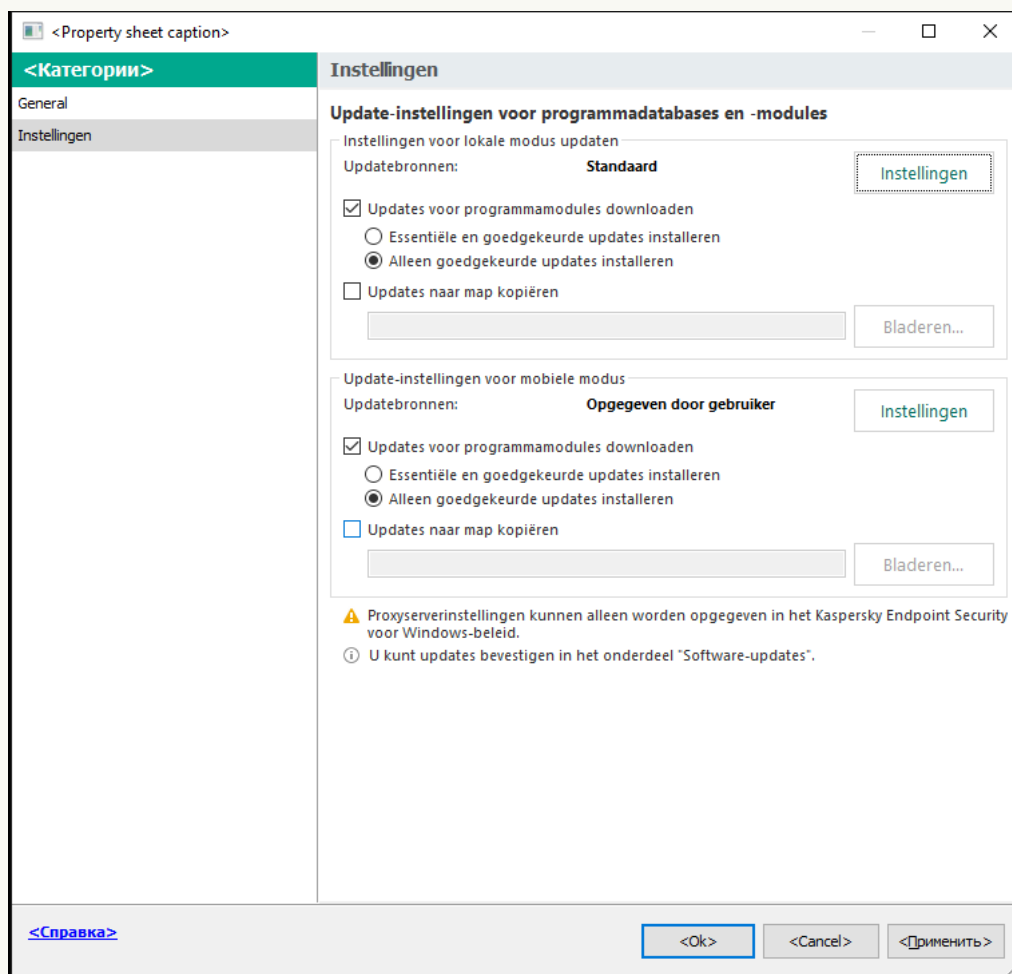 <Property sheet caption>
<Категории>
General
Instellingen
Instellingen
Update-instellingen voor programmadatabases en -modules
Instellingen voor lokale modus updaten
Updatebronnen: Standaard
Instellingen
Updates voor programmamodules downloaden
Essentiële en goedgekeurde updates installeren
Alleen goedgekeurde updates installeren
Updates naar map kopiëren
Bladeren...
Update-instellingen voor mobiele modus
Updatebronnen: Opgegeven door gebruiker
Instellingen
Updates voor programmamodules downloaden
Essentiële en goedgekeurde updates installeren
Alleen goedgekeurde updates installeren
Updates naar map kopiëren
Bladeren...
Proxyserverinstellingen kunnen alleen worden opgegeven in het Kaspersky Endpoint Security
voor Windows-beleid.
U kunt updates bevestigen in het onderdeel "Software-updates".
<Справка>
<Ok> <Cancel> <Применить>